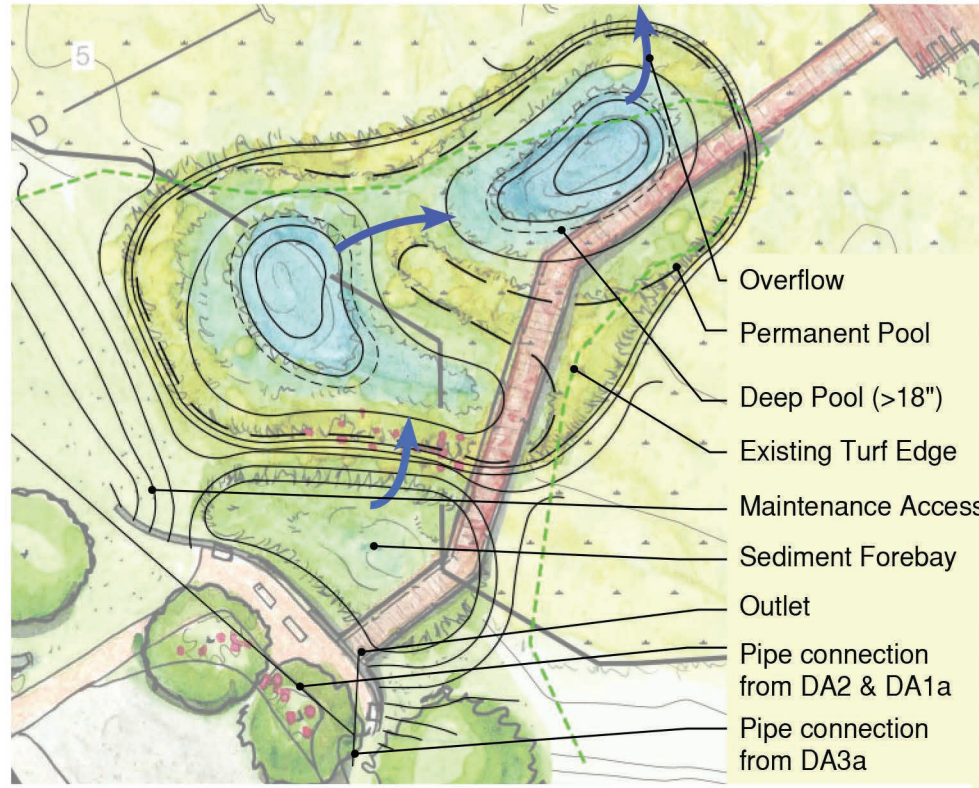 5
D
Overflow
Permanent Pool
Deep Pool (>18")
Existing Turf Edge
Maintenance Access
Sediment Forebay
Outlet
Pipe connection
from DA2 & DA1a
Pipe connection
from DA3a